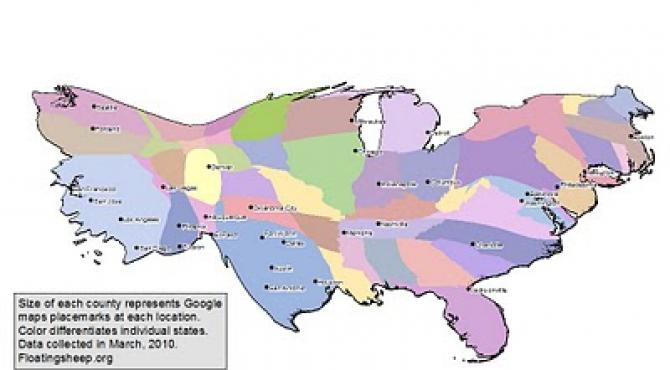 Seattle
Portland
Milwaukee
Detroit
Boston
Chicago
Denver
San Francisco
San Jose
Las Vegas
Indianapolis
Columbus
Philadelphia
Baltimore
Washington
Los Angeles
Albuquerque
Oklahoma City
Nashville
Memphis
Phoenix
Charlotte
San Diego
Tucson
El Paso
Fort Worth
Dallas
Austin
San Antonio
Houston
Jacksonville
Size of each county represents Google
maps placemarks at each location.
Color differentiates individual states.
Data collected in March, 2010.
Floatingsheep.org